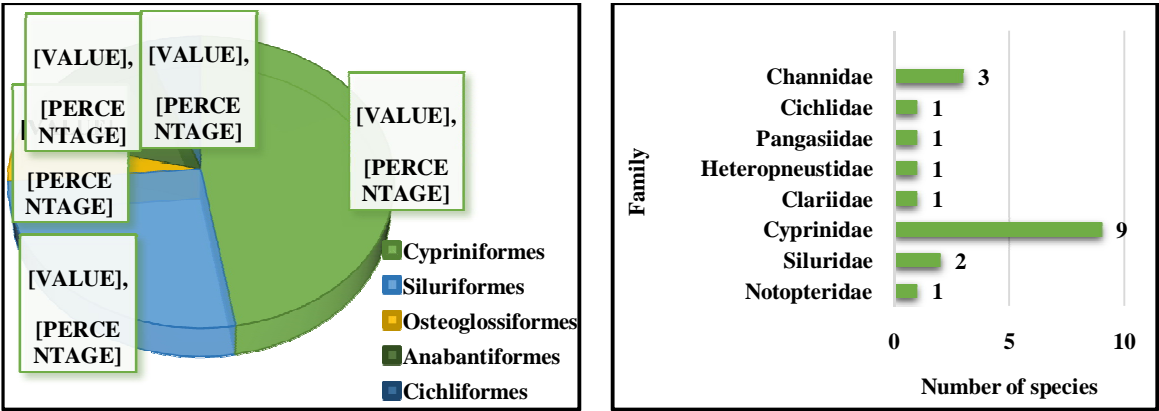 [VALUE],
[PERCE
NTAGE]
[VALUE],
[PERCE
NTAGE]
[VALUE],
[PERCE
NTAGE]
[PERCE
NTAGE]
[VALUE],
[PERCE
NTAGE]
Cypriniformes
Siluriformes
Osteoglossiformes
Anabantiformes
Cichliformes
Family
Channidae 3
Cichlidae 1
Pangasiidae 1
Heteropneustidae 1
Clariidae 1
Cyprinidae 9
Siluridae 2
Notopteridae 1
0 5 10
Number of species